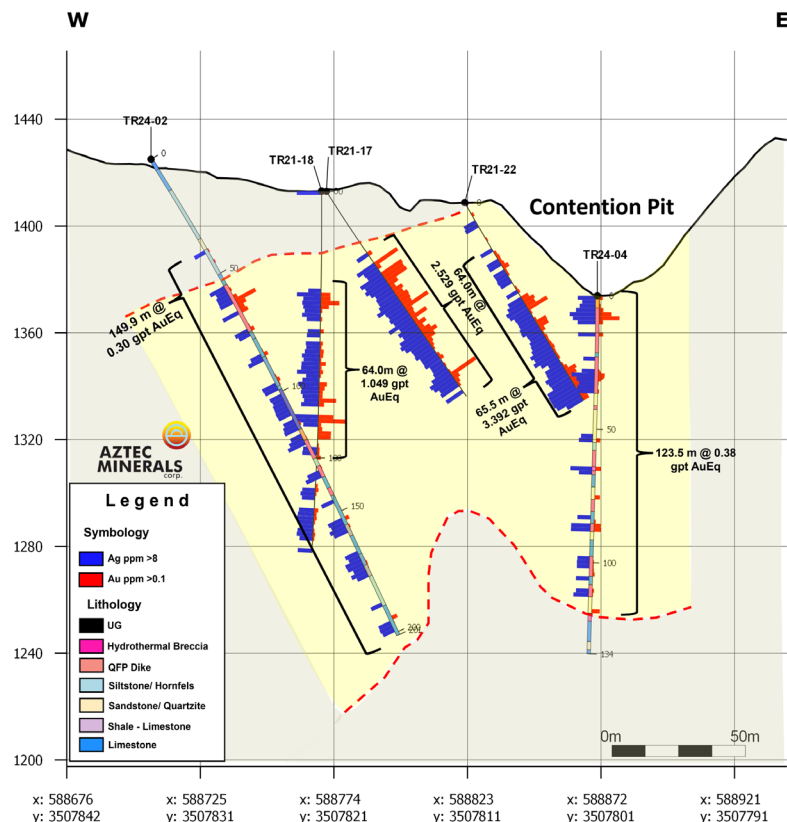 W
E
1440
TR24-02
0
TR21-18
TR21-17
TR21-22
0
1400
Contention Pit
TR24-04
50
149.9 m @
0.30 gpt AuEq
2.529 gpt
AuEq
64.0m @
1360
64.0m @
1.049 gpt
AuEq
100
65.5 m @
3.392 gpt
AuEq
50
1320
123.5 m @ 0.38
gpt AuEq
AZTEC
MINERALS
corp.
100
150
Legend
Symbology
1280
Ag ppm >8
Au ppm >0.1
100
Lithology
UG
200
Hydrothermal Breccia
1240
134
QFP Dike
Siltstone/ Hornfels
Sandstone/ Quartzite
Shale - Limestone
Limestone
0m
50m
1200
x: 588676
y: 3507842
x: 588725
y: 3507831
x: 588774
y: 3507821
x: 588823
y: 3507811
x: 588872
y: 3507801
x: 588921
y: 3507791